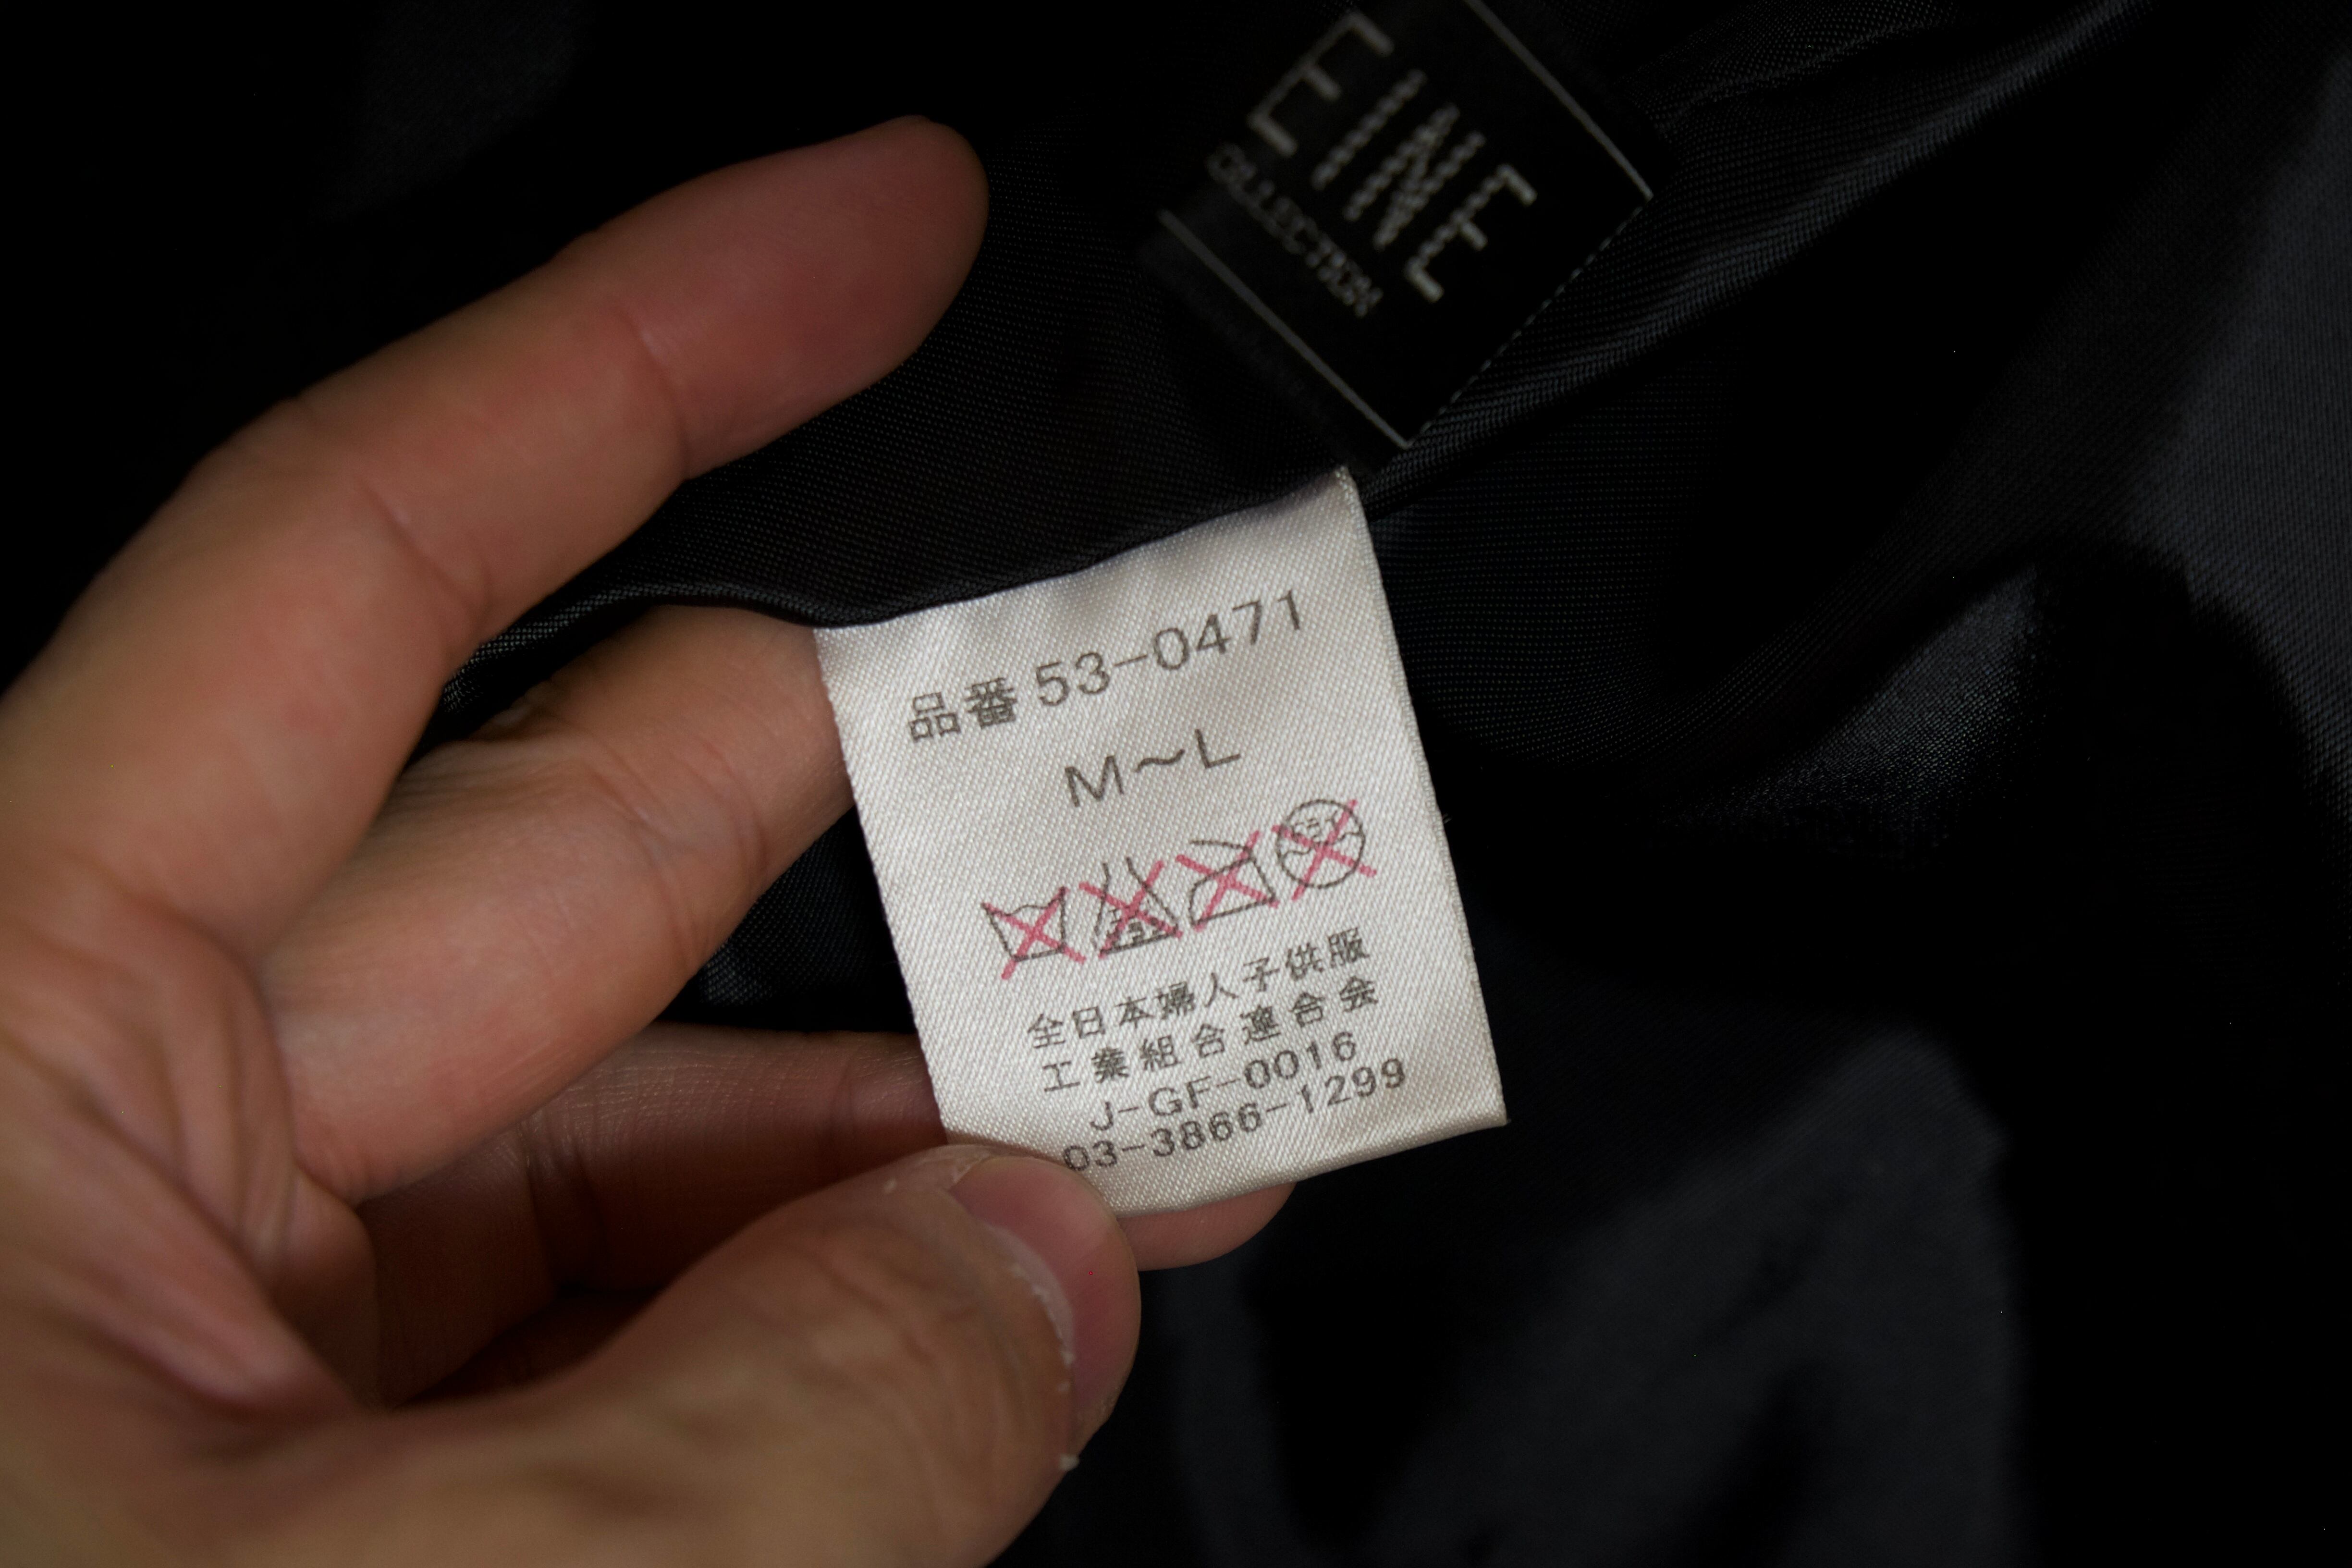 EINE
COLLECTION
品番 53-0471
M〜L
全日本婦人子供服
工業組合連合会
J-GF-0016
03-3866-1299